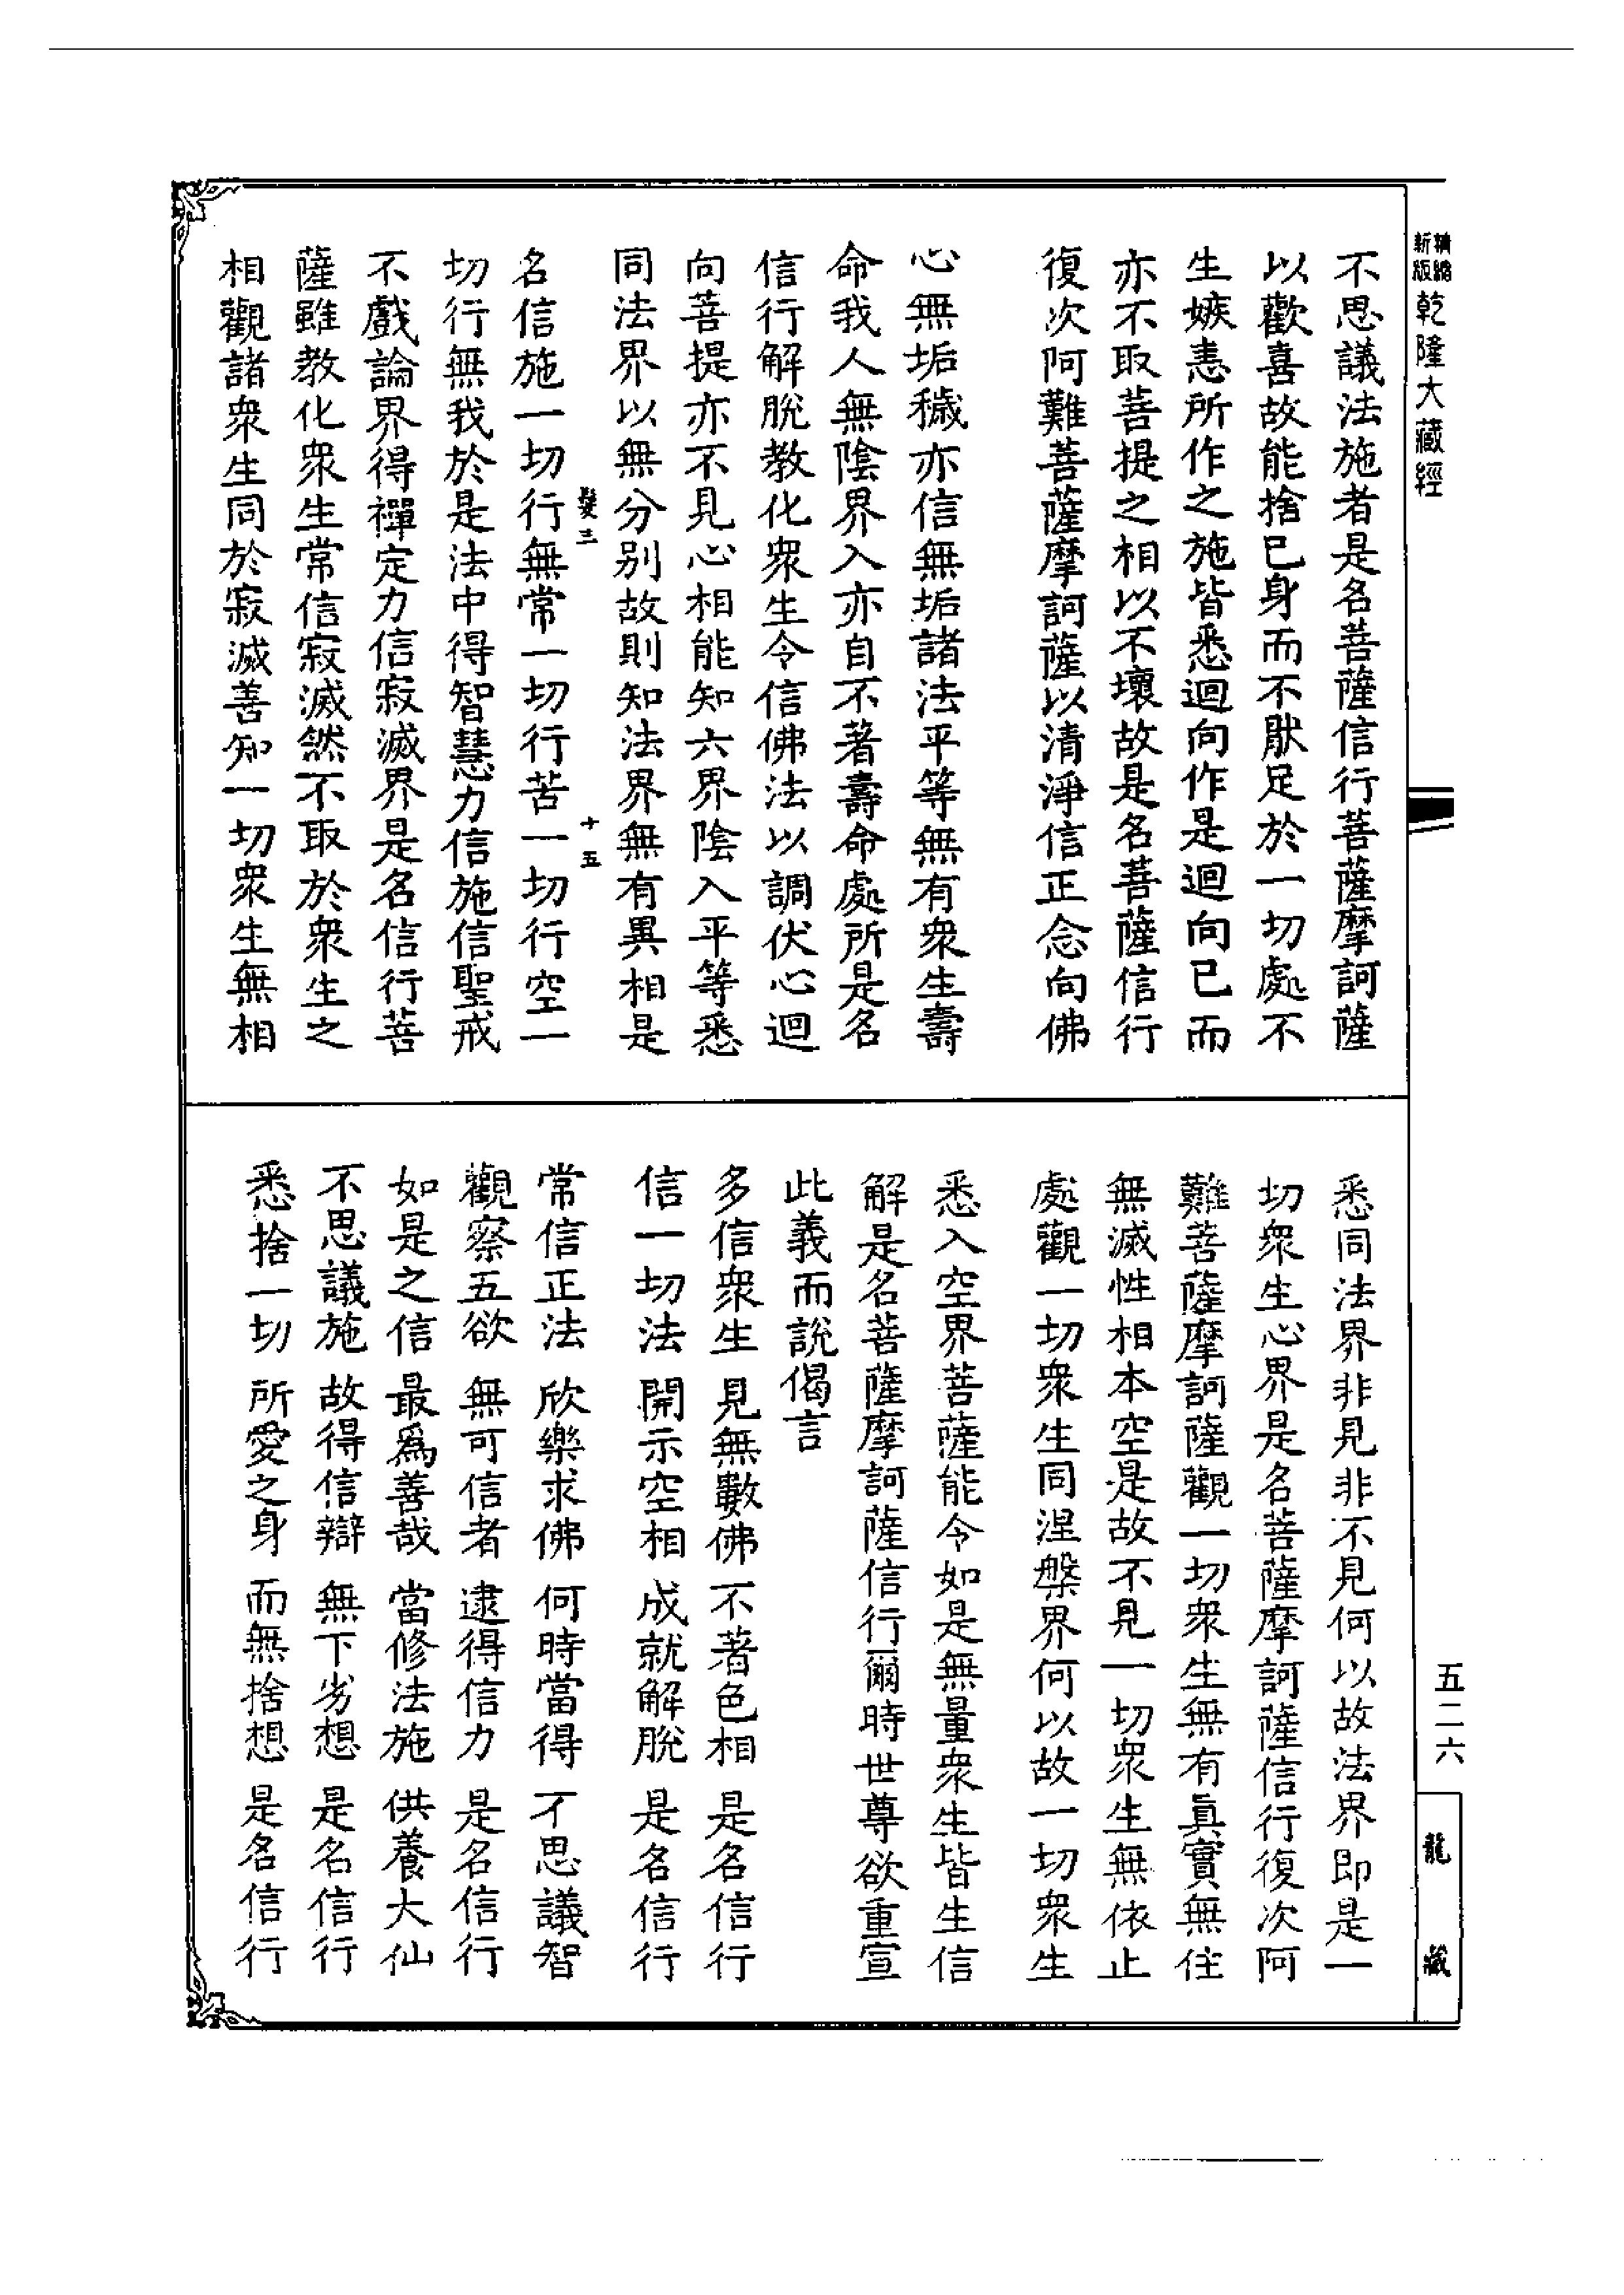 精縮新版乾隆大藏經
不思議法施者是名菩薩信行菩薩摩訶薩
以歡喜故能捨已身而不猒足於一切處不
生嫉恚所作之施皆悉迴向作是迴向已而
亦不取菩提之相以不壞故是名菩薩信行
復次阿難菩薩摩訶薩以清淨信正念向佛
心無垢穢亦信無垢諸法平等無有衆生壽
命我人無陰界入亦自不著壽命處所是名
信行解脫教化衆生令信佛法以調伏心迴
向菩提亦不見心相能知六界陰入平等悉
同法界以無分别故則知法界無有異相是
髮三 十五
名信施一切行無常一切行苦一切行空一
切行無我於是法中得智慧力信施信聖戒
不戲論界得禪定力信寂滅界是名信行菩
薩雖教化衆生常信寂滅然不取於衆生之
相觀諸衆生同於寂滅善知一切衆生無相
悉同法界非見非不見何以故法界即是一
切衆生心界是名菩薩摩訶薩信行復次阿
難菩薩摩訶薩觀一切衆生無有眞實無住
無滅性相本空是故不見一切衆生無依止
處觀一切衆生同涅槃界何以故一切衆生
悉入空界菩薩能令如是無量衆生皆生信
解是名菩薩摩訶薩信行爾時世尊欲重宣
此義而說偈言
多信衆生 見無數佛 不著色相 是名信行
信一切法 開示空相 成就解脫 是名信行
常信正法 欣樂求佛 何時當得 不思議智
觀察五欲 無可信者 逮得信力 是名信行
如是之信 最爲善哉 當修法施 供養大仙
不思議施 故得信辯 無下劣想 是名信行
悉捨一切 所愛之身 而無捨想 是名信行
五二六
龍藏